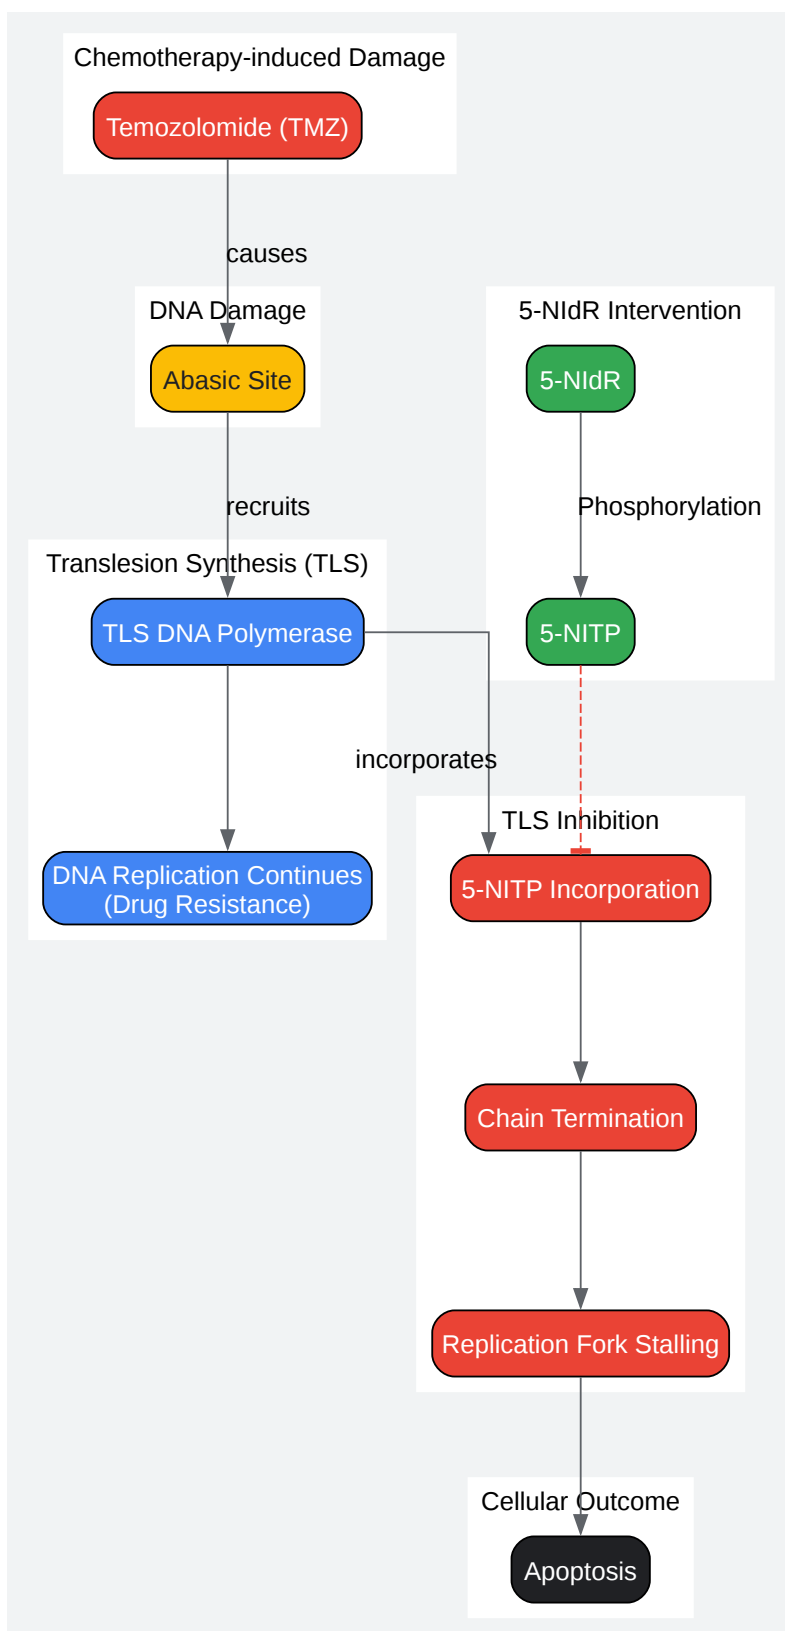 Chemotherapy-induced Damage
Temozolomide (TMZ)
causes
DNA Damage
Abasic Site
5-NIdR Intervention
5-NIdR
recruits
Phosphorylation
Translesion Synthesis (TLS)
TLS DNA Polymerase
5-NITP
incorporates
TLS Inhibition
DNA Replication Continues
(Drug Resistance)
5-NITP Incorporation
Chain Termination
Replication Fork Stalling
Cellular Outcome
Apoptosis